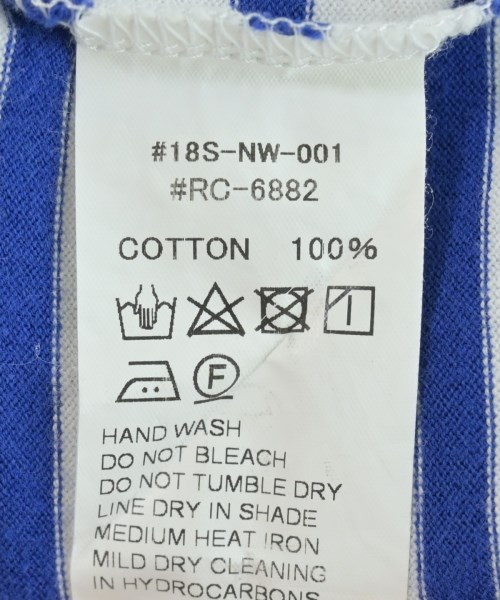 #18S-NW-001
#RC-6882
COTTON 100%
F
HAND WASH
DO NOT BLEACH
DO NOT TUMBLE DRY
LINE DRY IN SHADE
MEDIUM HEAT IRON
MILD DRY CLEANING
IN HYDROCARBONS